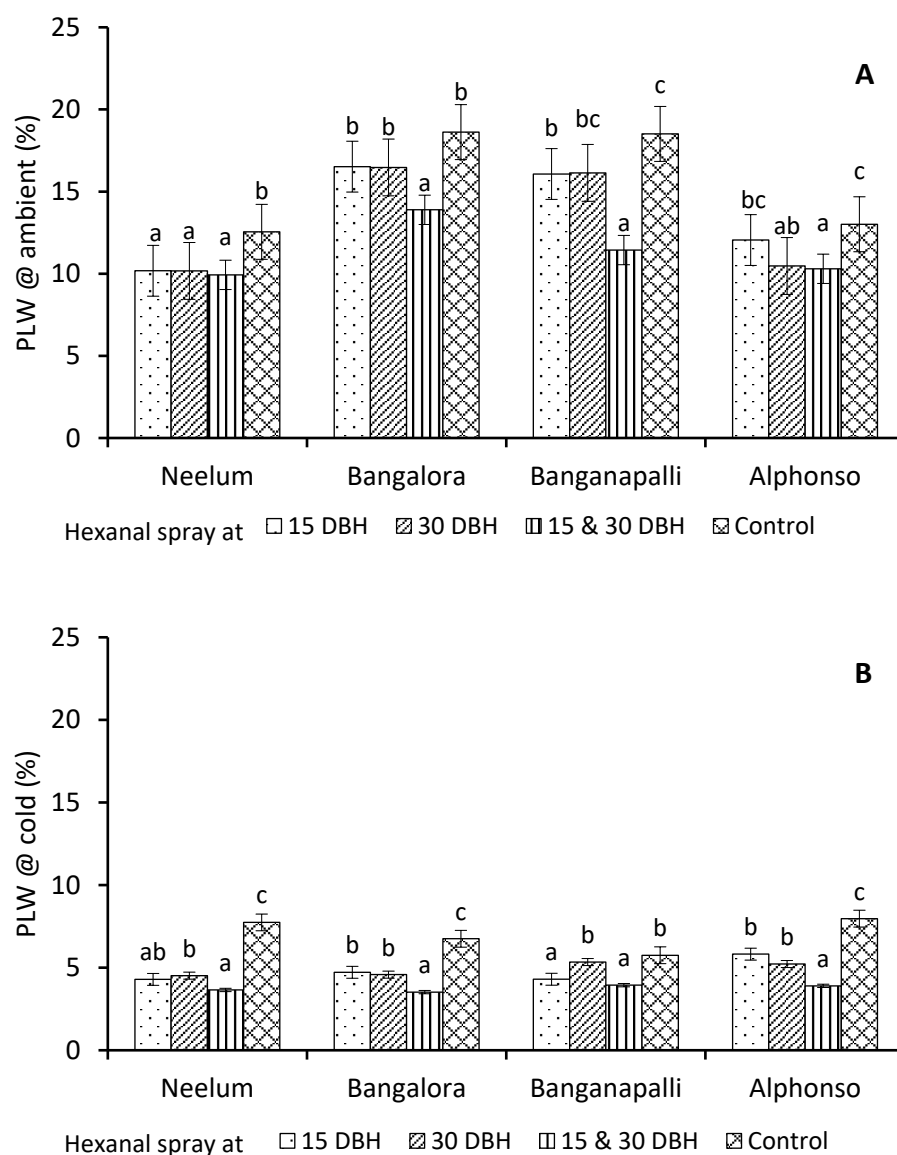 25
A
20
15
10
5
0
PLW @ ambient (%)
a a a b
b b a b
b bc a c
bc ab a c
Neelum Bangalora Banganapalli Alphonso
Hexanal spray at 15 DBH 30 DBH 15 & 30 DBH Control
25
B
20
15
10
5
0
PLW @ cold (%)
ab b a c
b b a c
a b a b
b b a c
Neelum Bangalora Banganapalli Alphonso
Hexanal spray at 15 DBH 30 DBH 15 & 30 DBH Control